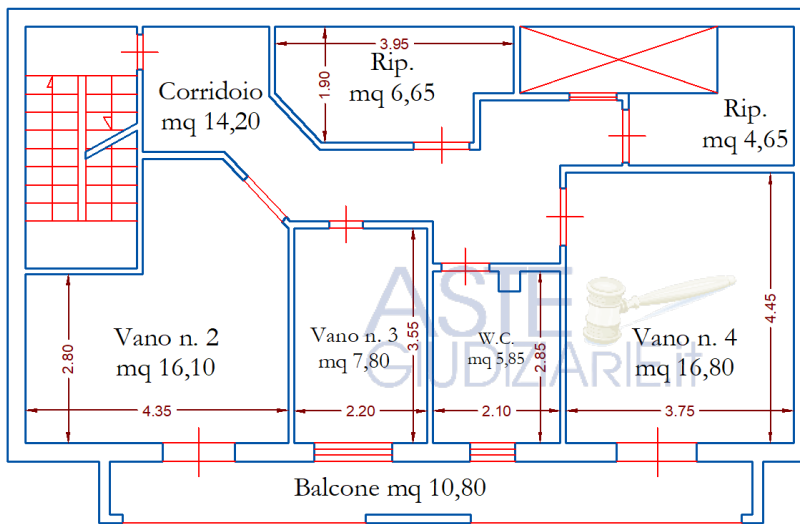 3.95
Rip.
mq 6,65
1.90
Corridoio
mq 14,20
Rip.
mq 4,65
ASTE
GIUDIZIARIE.it
Vano n. 2
mq 16,10
2.80
4.35
Vano n. 3
mq 7,80
3.55
2.20
W.C.
mq 5,85
2.85
2.10
Vano n. 4
mq 16,80
4.45
3.75
Balcone mq 10,80